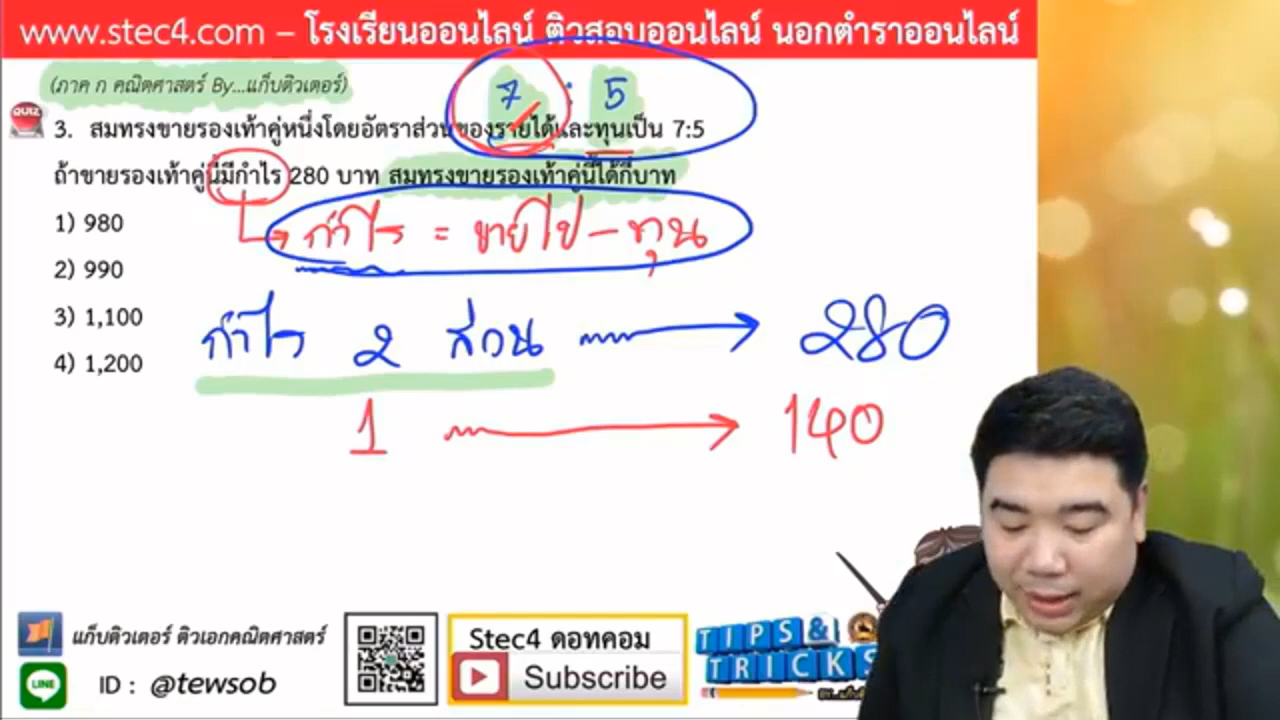 www.stec4.com – โรงเรียนออนไลน์ ติวสอบออนไลน์ นอกตำราออนไลน์
(ภาค ก คณิตศาสตร์ By...แก็บติวเตอร์)
7 : 5
QUIZ
3. สมทรงขายรองเท้าคู่หนึ่งโดยอัตราส่วนของรายได้และทุนเป็น 7:5
ถ้าขายรองเท้าคู่นี้มีกำไร 280 บาท สมทรงขายรองเท้าคู่นี้ได้กี่บาท
1) 980
กำไร = ขายไป – ทุน
2) 990
3) 1,100
กำไร 2 ส่วน 280
4) 1,200
1 140
แก็บติวเตอร์ ติวเอกคณิตศาสตร์
LINE
ID : @tewsob
Stec4 ดอทคอม
Subscribe
TIPS &
TRICKS